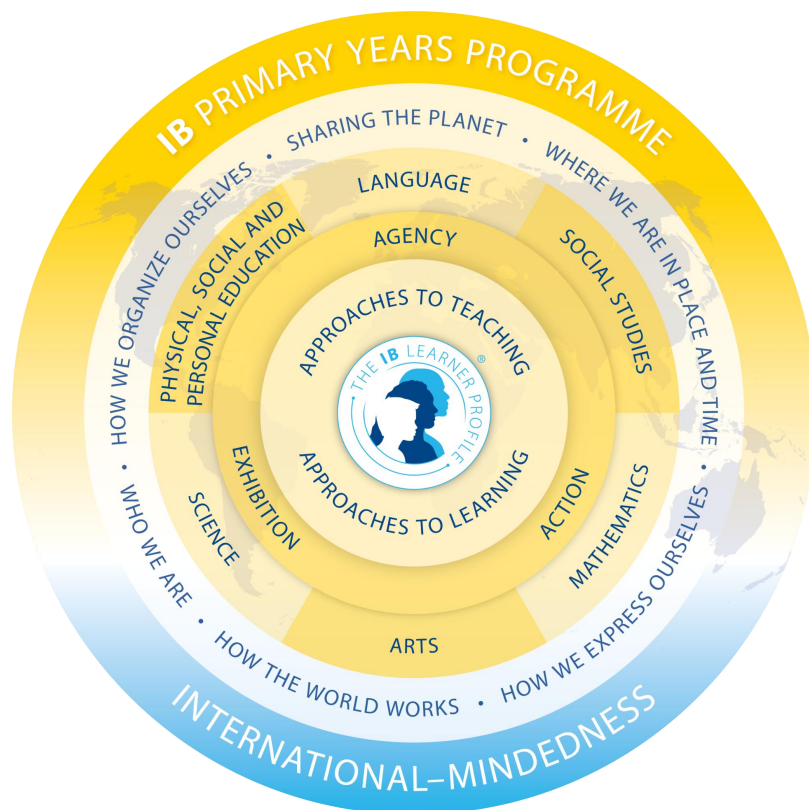 IB PRIMARY YEARS PROGRAMME
SHARING THE PLANET •
WHERE WE ARE IN PLACE AND TIME •
HOW WE EXPRESS OURSELVES •
HOW THE WORLD WORKS •
WHO WE ARE •
HOW WE ORGANIZE OURSELVES •
LANGUAGE
SOCIAL STUDIES
MATHEMATICS
ARTS
SCIENCE
PHYSICAL, SOCIAL AND
PERSONAL EDUCATION
AGENCY
ACTION
EXHIBITION
APPROACHES TO TEACHING
• THE IB LEARNER PROFILE •
®
APPROACHES TO LEARNING
INTERNATIONAL–MINDEDNESS